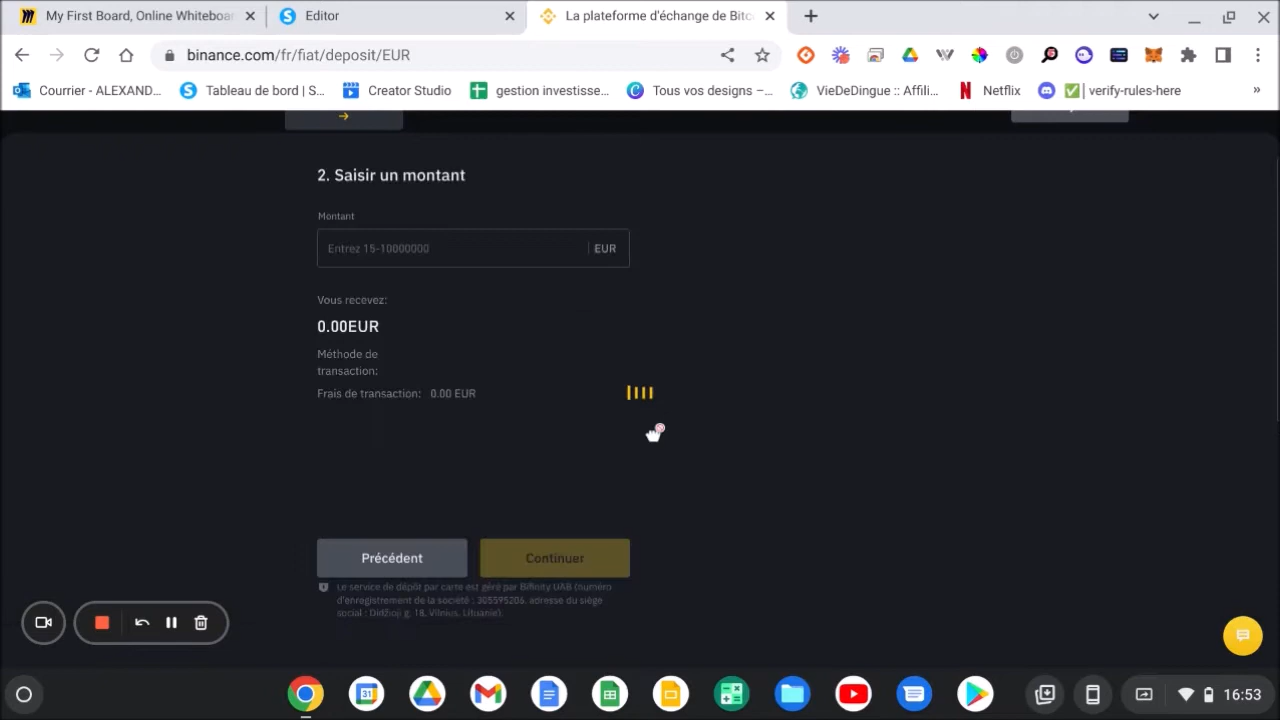 My First Board, Online Whiteboar
Editor
La plateforme d'échange de Bitc
binance.com/fr/fiat/deposit/EUR
Courrier - ALEXAND...
Tableau de bord | S...
Creator Studio
gestion investisse...
Tous vos designs –...
VieDeDingue :: Affili...
Netflix
verify-rules-here
»
2. Saisir un montant
Montant
Entrez 15-10000000
EUR
Vous recevez:
0.00EUR
Méthode de
transaction:
Frais de transaction: 0.00 EUR
Précédent
Continuer
Le service de dépôt par carte est géré par Bifinity UAB (numéro
d'enregistrement de la société : 305595206, adresse du siège
social : Didžioji g. 18, Vilnius, Lituanie).
31
16:53